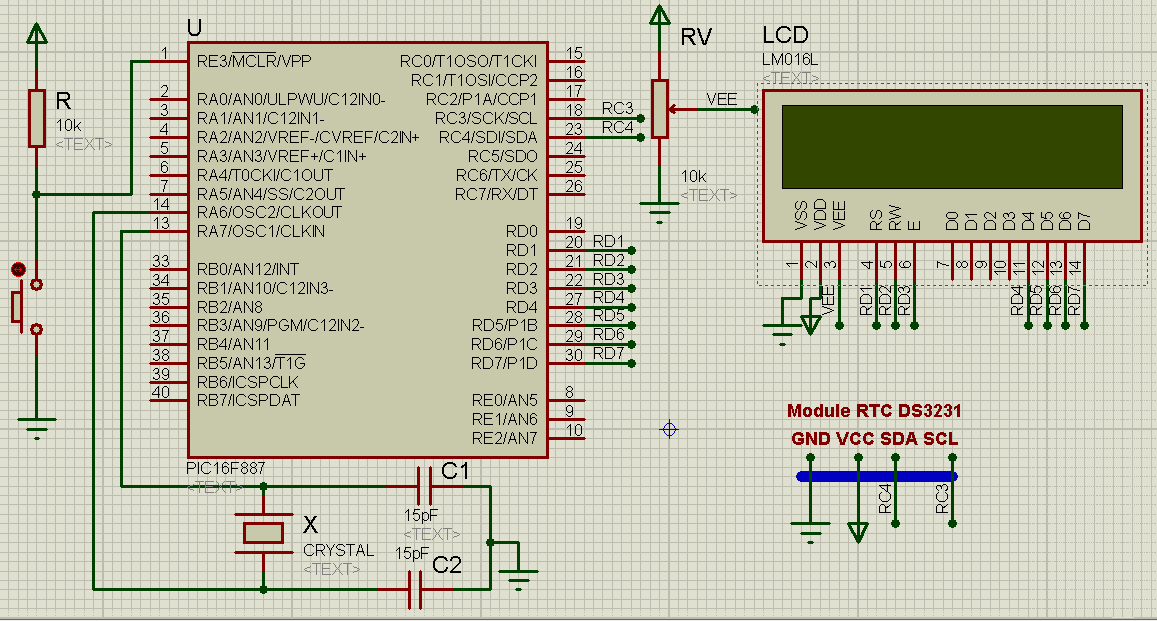 U
RV
LCD
LM016L
<TEXT>
R
10k
<TEXT>
1 RE3/MCLR/VPP
2 RA0/AN0/ULPWU/C12IN0-
3 RA1/AN1/C12IN1-
4 RA2/AN2/VREF-/CVREF/C2IN+
5 RA3/AN3/VREF+/C1IN+
6 RA4/T0CKI/C1OUT
7 RA5/AN4/SS/C2OUT
14 RA6/OSC2/CLKOUT
13 RA7/OSC1/CLKIN
33 RB0/AN12/INT
34 RB1/AN10/C12IN3-
35 RB2/AN8
36 RB3/AN9/PGM/C12IN2-
37 RB4/AN11
38 RB5/AN13/T1G
39 RB6/ICSPCLK
40 RB7/ICSPDAT
RC0/T1OSO/T1CKI 15
RC1/T1OSI/CCP2 16
RC2/P1A/CCP1 17
RC3/SCK/SCL 18 RC3
RC4/SDI/SDA 23 RC4
RC5/SDO 24
RC6/TX/CK 25
RC7/RX/DT 26
RD0 19
RD1 20 RD1
RD2 21 RD2
RD3 22 RD3
RD4 27 RD4
RD5/P1B 28 RD5
RD6/P1C 29 RD6
RD7/P1D 30 RD7
RE0/AN5 8
RE1/AN6 9
RE2/AN7 10
PIC16F887
<TEXT>
VEE
10k
<TEXT>
VSS VDD VEE RS RW E D0 D1 D2 D3 D4 D5 D6 D7
1 2 3 4 5 6 7 8 9 10 11 12 13 14
VEE RD1 RD2 RD3 RD4 RD5 RD6 RD7
Module RTC DS3231
GND VCC SDA SCL
RC4 RC3
C1
15pF
<TEXT>
X
CRYSTAL
<TEXT>
15pF C2